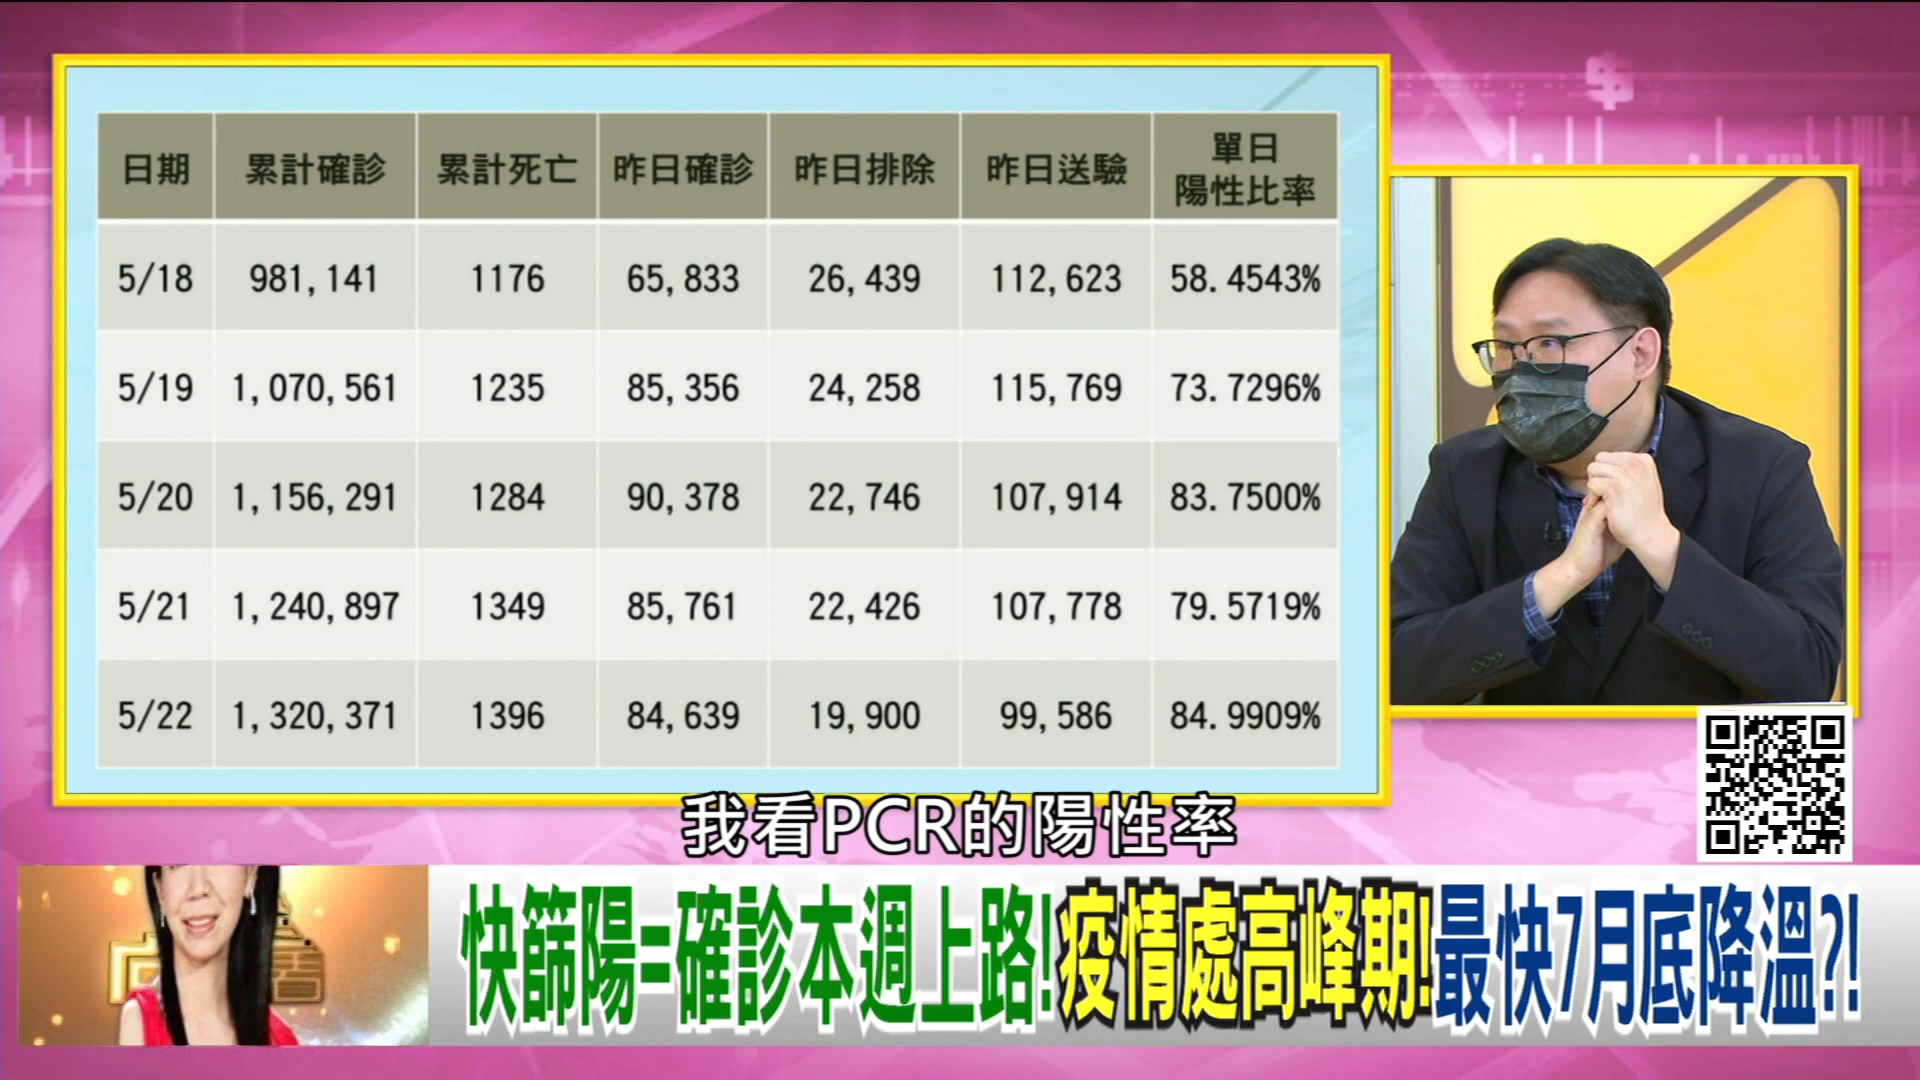 日期 累計確診 累計死亡 昨日確診 昨日排除 昨日送驗 單日陽性比率
5/18 981,141 1176 65,833 26,439 112,623 58.4543%
5/19 1,070,561 1235 85,356 24,258 115,769 73.7296%
5/20 1,156,291 1284 90,378 22,746 107,914 83.7500%
5/21 1,240,897 1349 85,761 22,426 107,778 79.5719%
5/22 1,320,371 1396 84,639 19,900 99,586 84.9909%
我看PCR的陽性率
快篩陽=確診本週上路!疫情處高峰期!最快7月底降溫?!